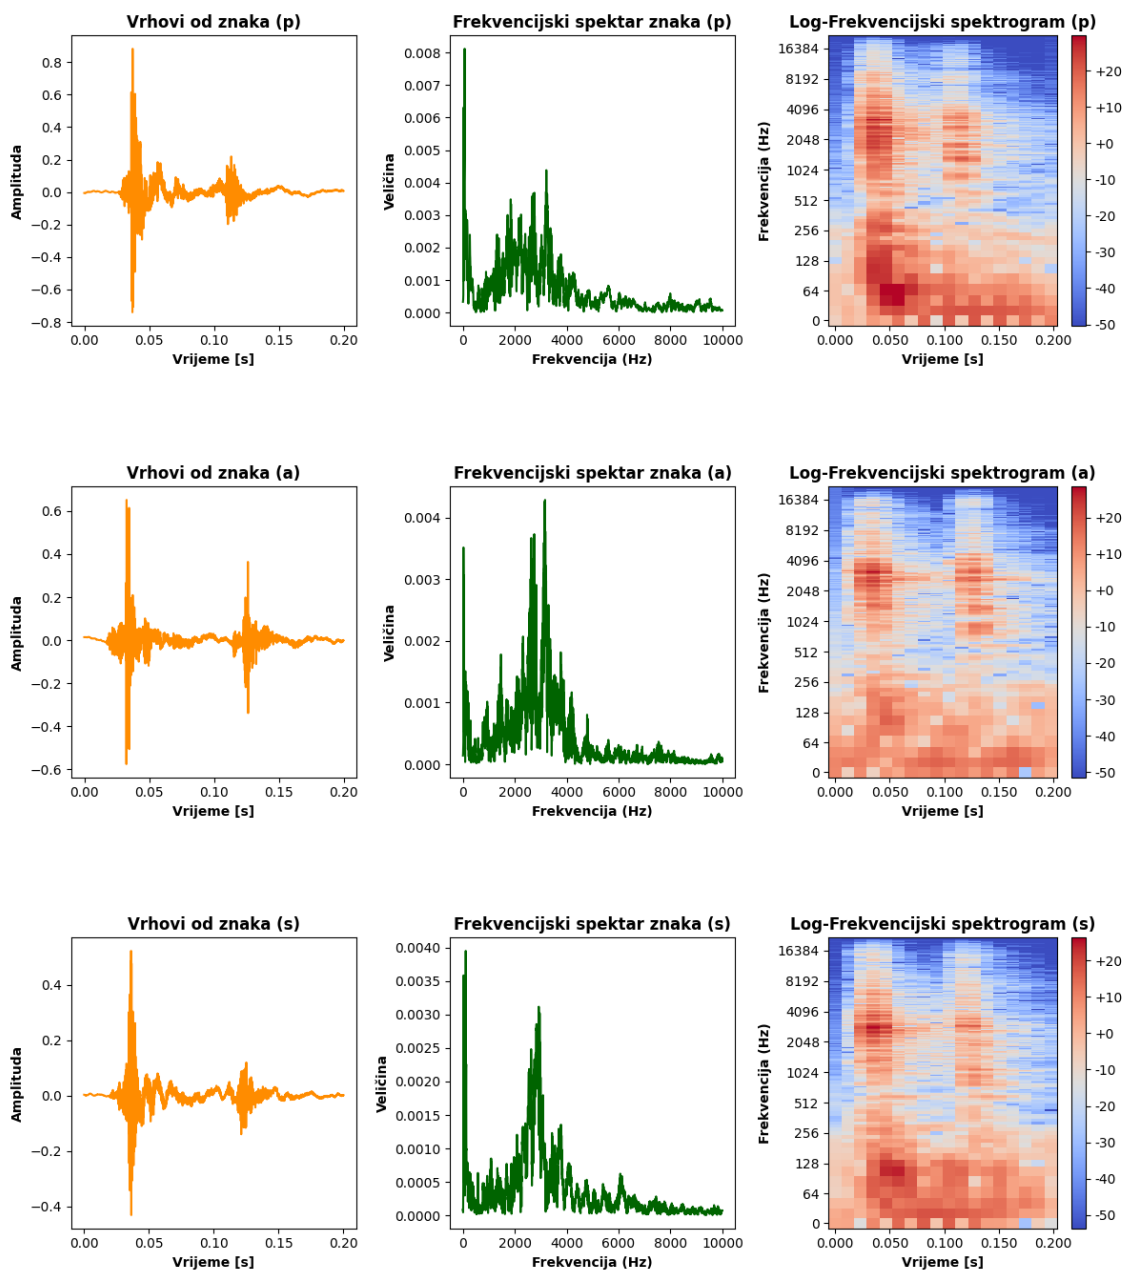 Vrhovi od znaka (p)
Amplituda
0.8
0.6
0.4
0.2
0.0
−0.2
−0.4
−0.6
−0.8
0.00 0.05 0.10 0.15 0.20
Vrijeme [s]
Frekvencijski spektar znaka (p)
Veličina
0.008
0.007
0.006
0.005
0.004
0.003
0.002
0.001
0.000
0 2000 4000 6000 8000 10000
Frekvencija (Hz)
Log-Frekvencijski spektrogram (p)
Frekvencija (Hz)
16384
8192
4096
2048
1024
512
256
128
64
0
0.000 0.050 0.100 0.150 0.200
Vrijeme [s]
+20
+10
+0
-10
-20
-30
-40
-50
Vrhovi od znaka (a)
Amplituda
0.6
0.4
0.2
0.0
−0.2
−0.4
−0.6
0.00 0.05 0.10 0.15 0.20
Vrijeme [s]
Frekvencijski spektar znaka (a)
Veličina
0.004
0.003
0.002
0.001
0.000
0 2000 4000 6000 8000 10000
Frekvencija (Hz)
Log-Frekvencijski spektrogram (a)
Frekvencija (Hz)
16384
8192
4096
2048
1024
512
256
128
64
0
0.000 0.050 0.100 0.150 0.200
Vrijeme [s]
+20
+10
+0
-10
-20
-30
-40
-50
Vrhovi od znaka (s)
Amplituda
0.4
0.2
0.0
−0.2
−0.4
0.00 0.05 0.10 0.15 0.20
Vrijeme [s]
Frekvencijski spektar znaka (s)
Veličina
0.0040
0.0035
0.0030
0.0025
0.0020
0.0015
0.0010
0.0005
0.0000
0 2000 4000 6000 8000 10000
Frekvencija (Hz)
Log-Frekvencijski spektrogram (s)
Frekvencija (Hz)
16384
8192
4096
2048
1024
512
256
128
64
0
0.000 0.050 0.100 0.150 0.200
Vrijeme [s]
+20
+10
+0
-10
-20
-30
-40
-50